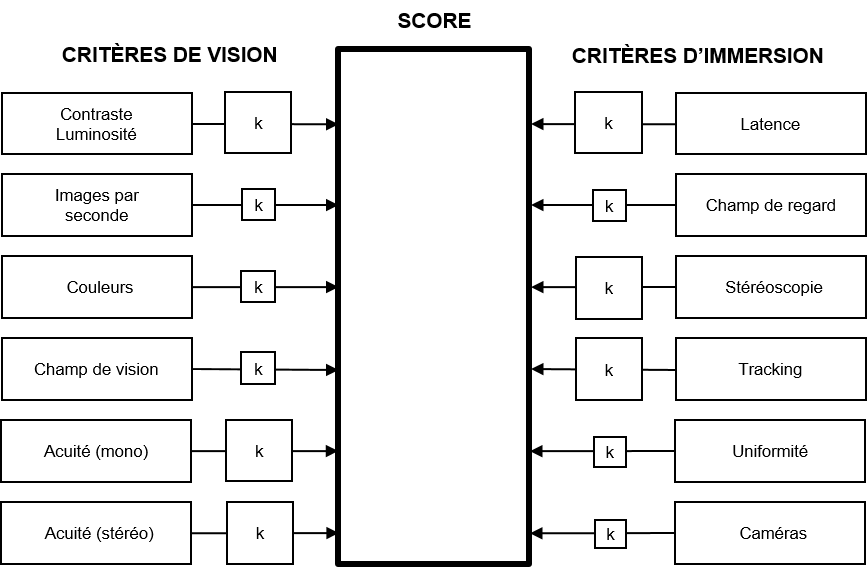 SCORE
CRITÈRES DE VISION
CRITÈRES D’IMMERSION
Contraste
Luminosité
k
k
Latence
Images par
seconde
k
k
Champ de regard
Couleurs
k
k
Stéréoscopie
Champ de vision
k
k
Tracking
Acuité (mono)
k
k
Uniformité
Acuité (stéréo)
k
k
Caméras